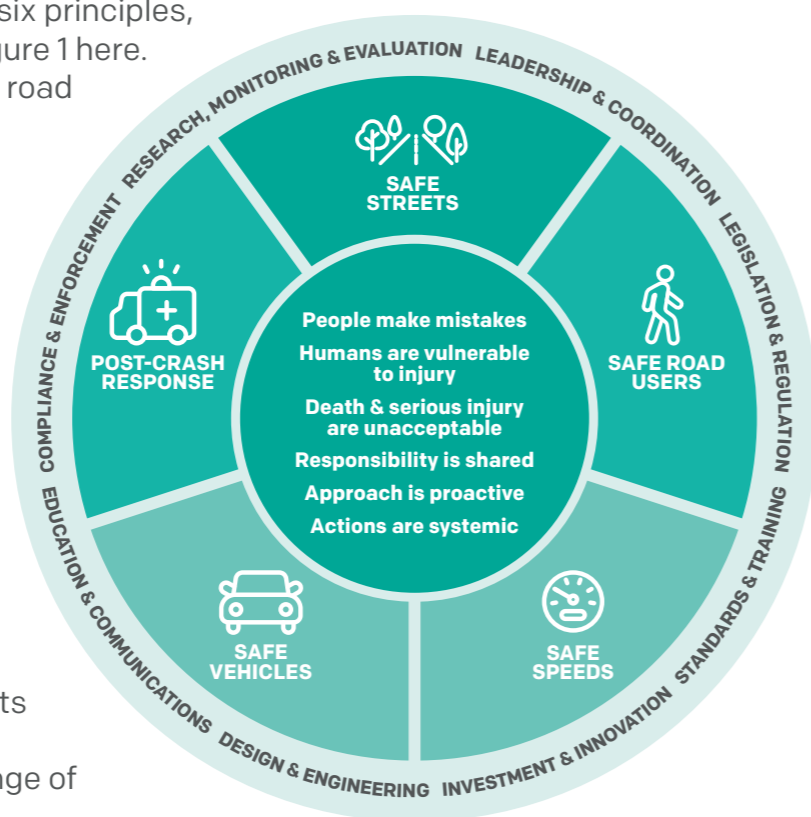 six principles,
gure 1 here.
road
RESEARCH, MONITORING & EVALUATION
LEADERSHIP & COORDINATION
LEGISLATION & REGULATION
STANDARDS & TRAINING
INVESTMENT & INNOVATION
DESIGN & ENGINEERING
EDUCATION & COMMUNICATIONS
COMPLIANCE & ENFORCEMENT
SAFE
STREETS
SAFE ROAD
USERS
SAFE
SPEEDS
SAFE
VEHICLES
POST-CRASH
RESPONSE
People make mistakes
Humans are vulnerable
to injury
Death & serious injury
are unacceptable
Responsibility is shared
Approach is proactive
Actions are systemic
ts
nge of